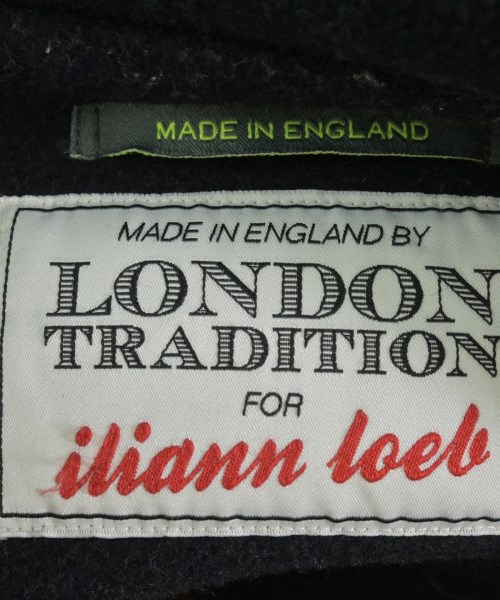 MADE IN ENGLAND
MADE IN ENGLAND BY
LONDON
TRADITION
FOR
iliann loeb